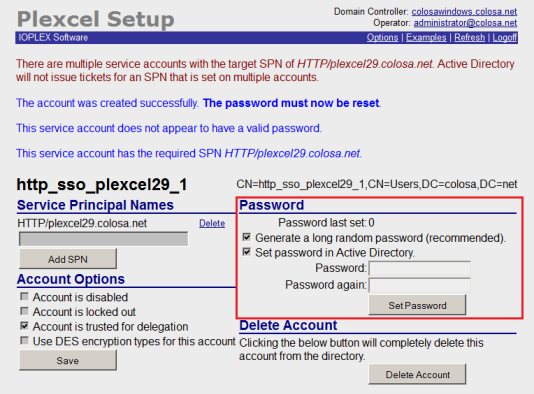 Plexcel Setup
Domain Controller: colosawindows.colosa.net
Operator: administrator@colosa.net
IOPLEX Software
Options | Examples | Refresh | Logoff
There are multiple service accounts with the target SPN of HTTP/plexcel29.colosa.net. Active Directory
will not issue tickets for an SPN that is set on multiple accounts.
The account was created successfully. The password must now be reset.
This service account does not appear to have a valid password.
This service account has the required SPN HTTP/plexcel29.colosa.net.
http_sso_plexcel29_1
CN=http_sso_plexcel29_1,CN=Users,DC=colosa,DC=net
Service Principal Names
HTTP/plexcel29.colosa.net
Delete
Add SPN
Account Options
Account is disabled
Account is locked out
Account is trusted for delegation
Use DES encryption types for this account
Save
Password
Password last set: 0
Generate a long random password (recommended).
Set password in Active Directory.
Password:
Password again:
Set Password
Delete Account
Clicking the below button will completely delete this
account from the directory.
Delete Account